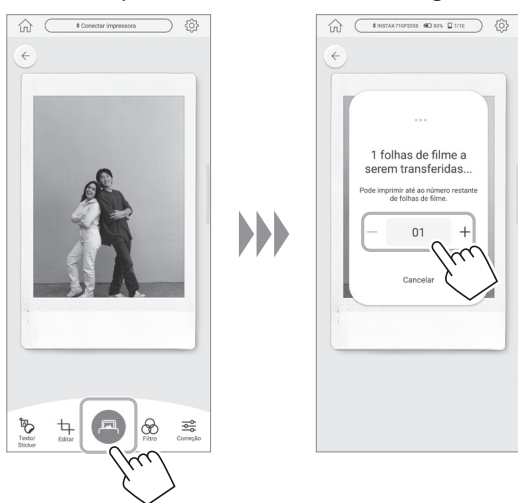 Conectar impressora
Texto/
Sticker
Editar
Filtro
Correção
INSTAX-710P2058 80% 7/10
1 folhas de filme a
serem transferidas...
Pode imprimir até ao número restante
de folhas de filme.
01
Cancelar